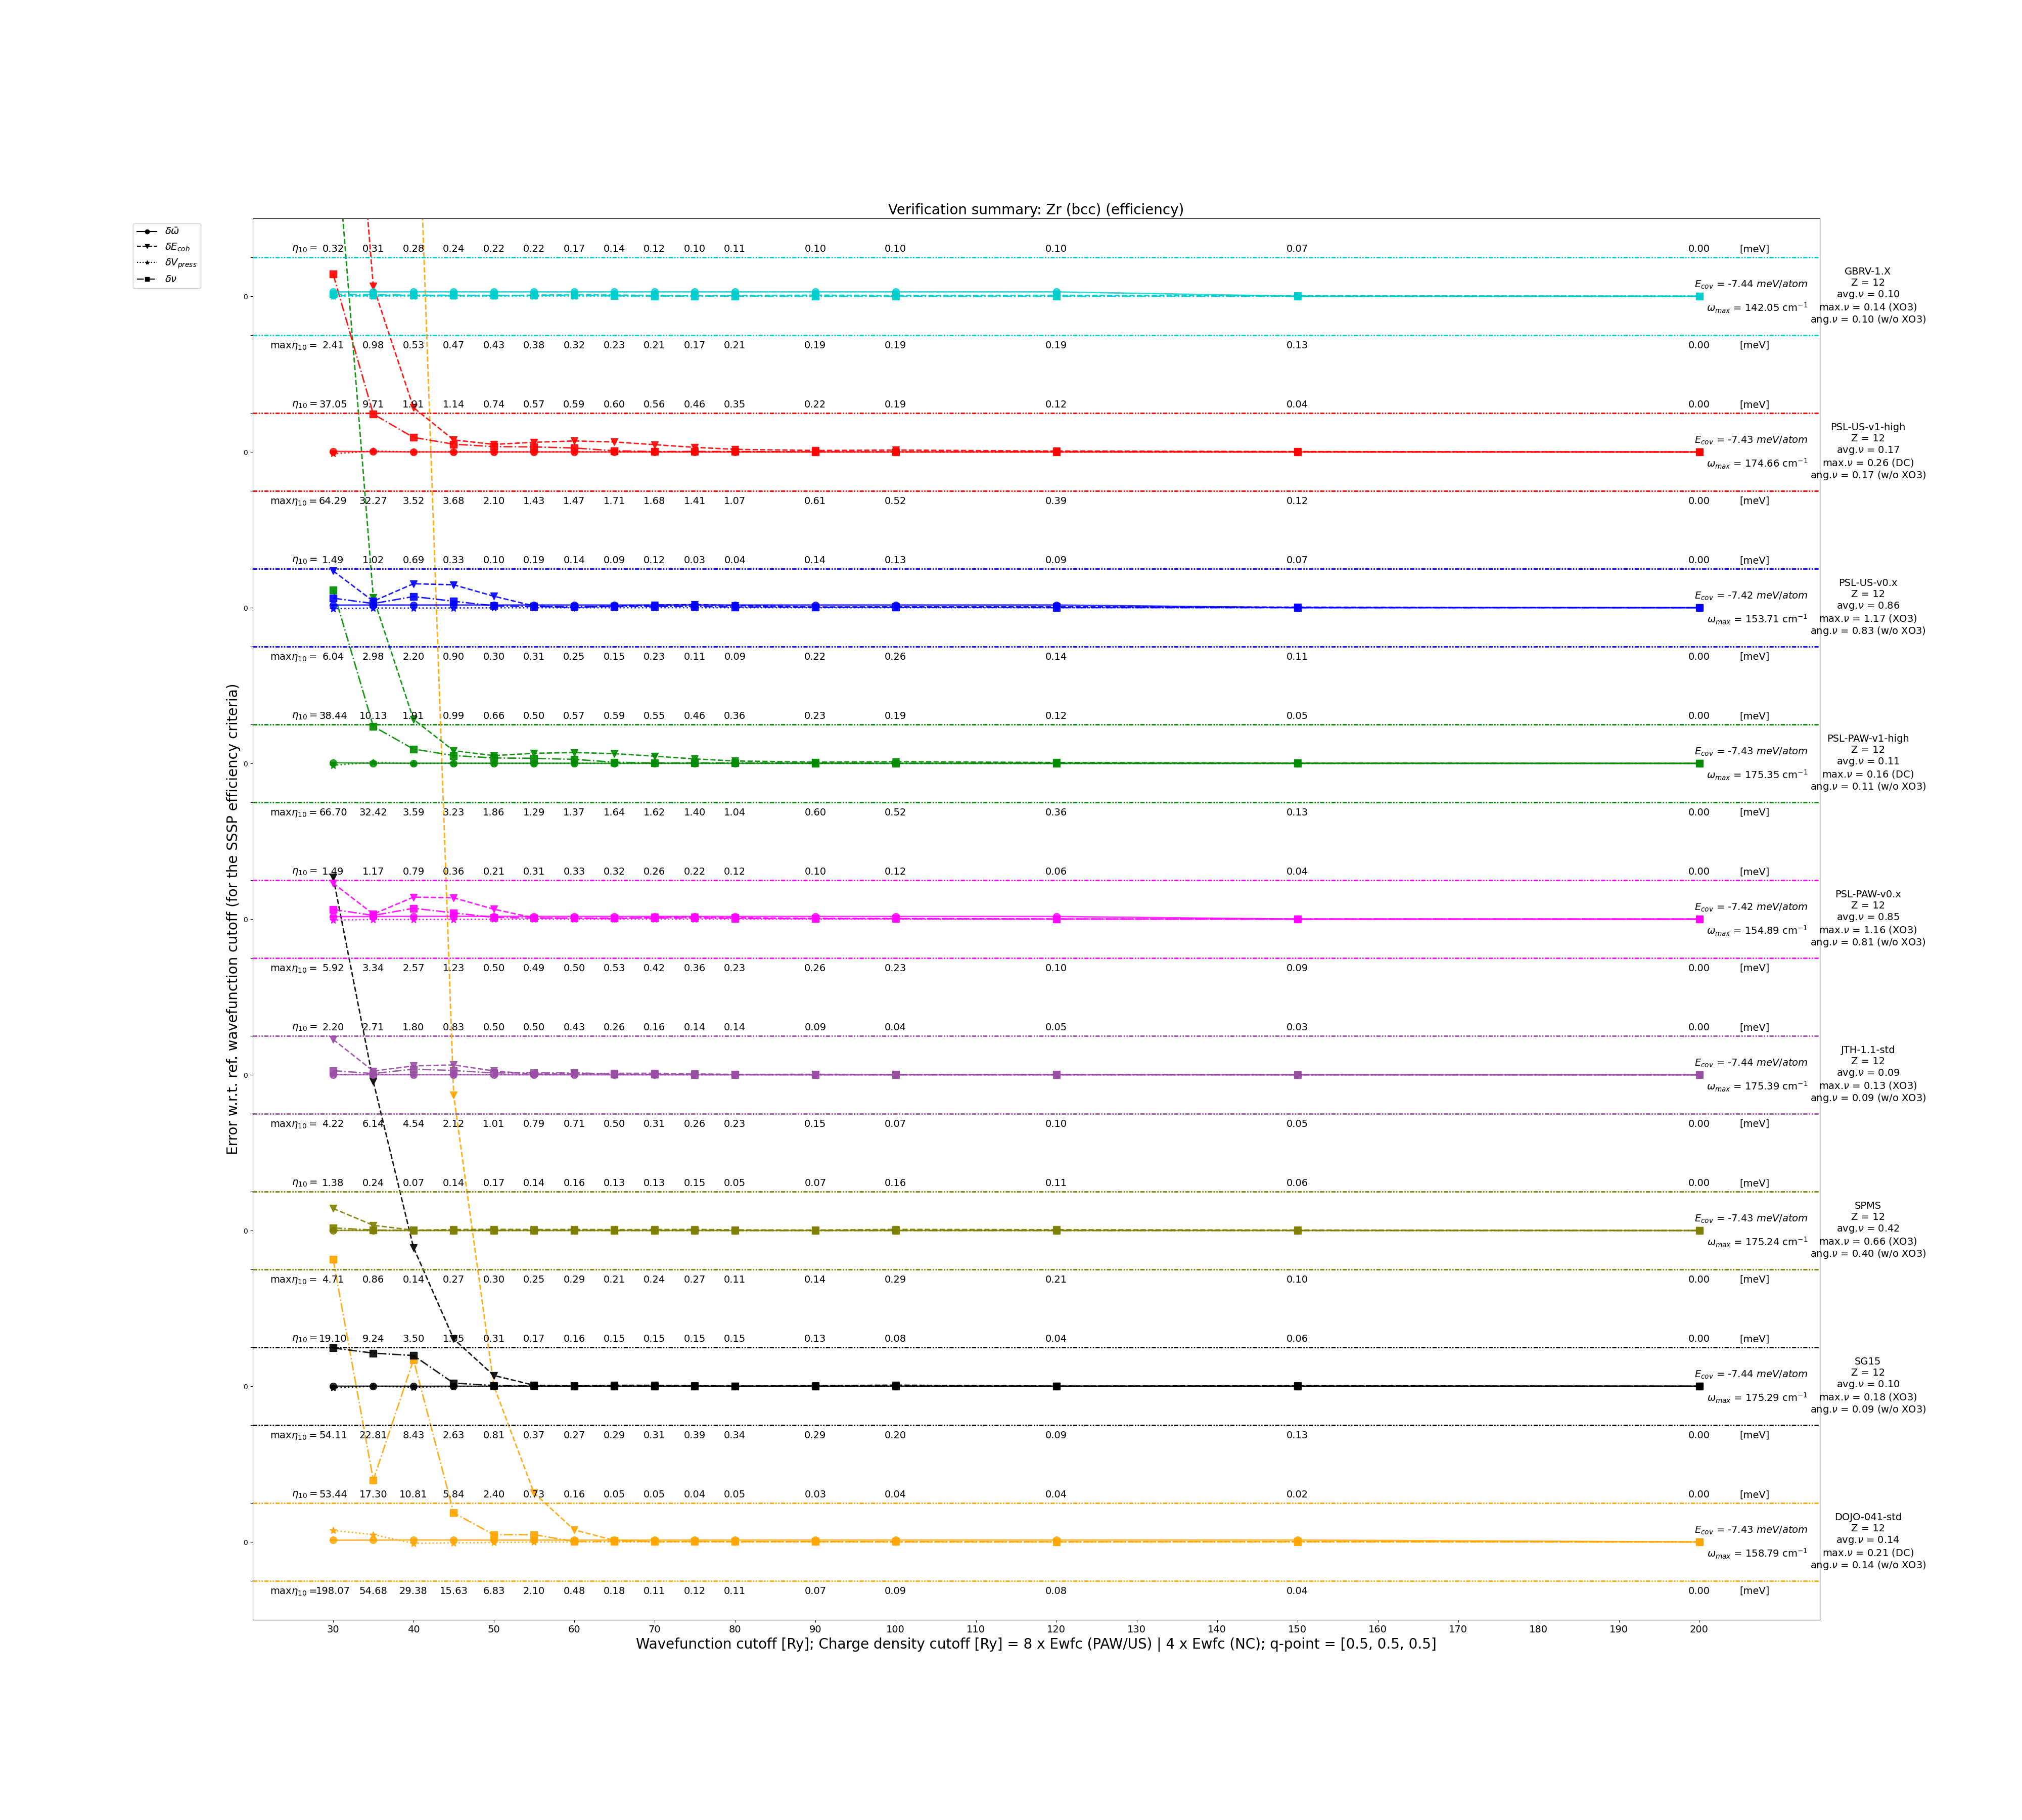 Verification summary: Zr (bcc) (efficiency)
δω̄
δE_coh
δV_press
δν
η₁₀ = 0.32 0.31 0.28 0.24 0.22 0.22 0.17 0.14 0.12 0.10 0.11 0.10 0.10 0.10 0.07 0.00 [meV]
0
E_cov = -7.44 meV/atom
ω_max = 142.05 cm⁻¹
GBRV-1.X
Z = 12
avg.ν = 0.10
max.ν = 0.14 (XO3)
ang.ν = 0.10 (w/o XO3)
maxη₁₀ = 2.41 0.98 0.53 0.47 0.43 0.38 0.32 0.23 0.21 0.17 0.21 0.19 0.19 0.19 0.13 0.00 [meV]
η₁₀ = 37.05 9.71 1.91 1.14 0.74 0.57 0.59 0.60 0.56 0.46 0.35 0.22 0.19 0.12 0.04 0.00 [meV]
0
E_cov = -7.43 meV/atom
ω_max = 174.66 cm⁻¹
PSL-US-v1-high
Z = 12
avg.ν = 0.17
max.ν = 0.26 (DC)
ang.ν = 0.17 (w/o XO3)
maxη₁₀ = 64.29 32.27 3.52 3.68 2.10 1.43 1.47 1.71 1.68 1.41 1.07 0.61 0.52 0.39 0.12 0.00 [meV]
η₁₀ = 1.49 1.02 0.69 0.33 0.10 0.19 0.14 0.09 0.12 0.03 0.04 0.14 0.13 0.09 0.07 0.00 [meV]
0
E_cov = -7.42 meV/atom
ω_max = 153.71 cm⁻¹
PSL-US-v0.x
Z = 12
avg.ν = 0.86
max.ν = 1.17 (XO3)
ang.ν = 0.83 (w/o XO3)
maxη₁₀ = 6.04 2.98 2.20 0.90 0.30 0.31 0.25 0.15 0.23 0.11 0.09 0.22 0.26 0.14 0.11 0.00 [meV]
η₁₀ = 38.44 10.13 1.91 0.99 0.66 0.50 0.57 0.59 0.55 0.46 0.36 0.23 0.19 0.12 0.05 0.00 [meV]
0
E_cov = -7.43 meV/atom
ω_max = 175.35 cm⁻¹
PSL-PAW-v1-high
Z = 12
avg.ν = 0.11
max.ν = 0.16 (DC)
ang.ν = 0.11 (w/o XO3)
maxη₁₀ = 66.70 32.42 3.59 3.23 1.86 1.29 1.37 1.64 1.62 1.40 1.04 0.60 0.52 0.36 0.13 0.00 [meV]
η₁₀ = 1.49 1.17 0.79 0.36 0.21 0.31 0.33 0.32 0.26 0.22 0.12 0.10 0.12 0.06 0.04 0.00 [meV]
0
E_cov = -7.42 meV/atom
ω_max = 154.89 cm⁻¹
PSL-PAW-v0.x
Z = 12
avg.ν = 0.85
max.ν = 1.16 (XO3)
ang.ν = 0.81 (w/o XO3)
maxη₁₀ = 5.92 3.34 2.57 1.23 0.50 0.49 0.50 0.53 0.42 0.36 0.23 0.26 0.23 0.10 0.09 0.00 [meV]
η₁₀ = 2.20 2.71 1.80 0.83 0.50 0.50 0.43 0.26 0.16 0.14 0.14 0.09 0.04 0.05 0.03 0.00 [meV]
0
E_cov = -7.44 meV/atom
ω_max = 175.39 cm⁻¹
JTH-1.1-std
Z = 12
avg.ν = 0.09
max.ν = 0.13 (XO3)
ang.ν = 0.09 (w/o XO3)
maxη₁₀ = 4.22 6.14 4.54 2.12 1.01 0.79 0.71 0.50 0.31 0.26 0.23 0.15 0.07 0.10 0.05 0.00 [meV]
η₁₀ = 1.38 0.24 0.07 0.14 0.17 0.14 0.16 0.13 0.13 0.15 0.05 0.07 0.16 0.11 0.06 0.00 [meV]
0
E_cov = -7.43 meV/atom
ω_max = 175.24 cm⁻¹
SPMS
Z = 12
avg.ν = 0.42
max.ν = 0.66 (XO3)
ang.ν = 0.40 (w/o XO3)
maxη₁₀ = 4.71 0.86 0.14 0.27 0.30 0.25 0.29 0.21 0.24 0.27 0.11 0.14 0.29 0.21 0.10 0.00 [meV]
η₁₀ = 19.10 9.24 3.50 0.31 0.17 0.16 0.15 0.15 0.15 0.15 0.13 0.08 0.04 0.06 0.00 [meV]
0
E_cov = -7.44 meV/atom
ω_max = 175.29 cm⁻¹
SG15
Z = 12
avg.ν = 0.10
max.ν = 0.18 (XO3)
ang.ν = 0.09 (w/o XO3)
maxη₁₀ = 54.11 22.81 8.43 2.63 0.81 0.37 0.27 0.29 0.31 0.39 0.34 0.29 0.20 0.09 0.13 0.00 [meV]
η₁₀ = 53.44 17.30 10.81 5.84 2.40 0.73 0.16 0.05 0.05 0.04 0.05 0.03 0.04 0.04 0.02 0.00 [meV]
0
E_cov = -7.43 meV/atom
ω_max = 158.79 cm⁻¹
DOJO-041-std
Z = 12
avg.ν = 0.14
max.ν = 0.21 (DC)
ang.ν = 0.14 (w/o XO3)
maxη₁₀ = 198.07 54.68 29.38 15.63 6.83 2.10 0.48 0.18 0.11 0.12 0.11 0.07 0.09 0.08 0.04 0.00 [meV]
30 40 50 60 70 80 90 100 110 120 130 140 150 160 170 180 190 200
Wavefunction cutoff [Ry]; Charge density cutoff [Ry] = 8 x Ewfc (PAW/US) | 4 x Ewfc (NC); q-point = [0.5, 0.5, 0.5]
Error w.r.t. ref. wavefunction cutoff (for the SSSP efficiency criteria)